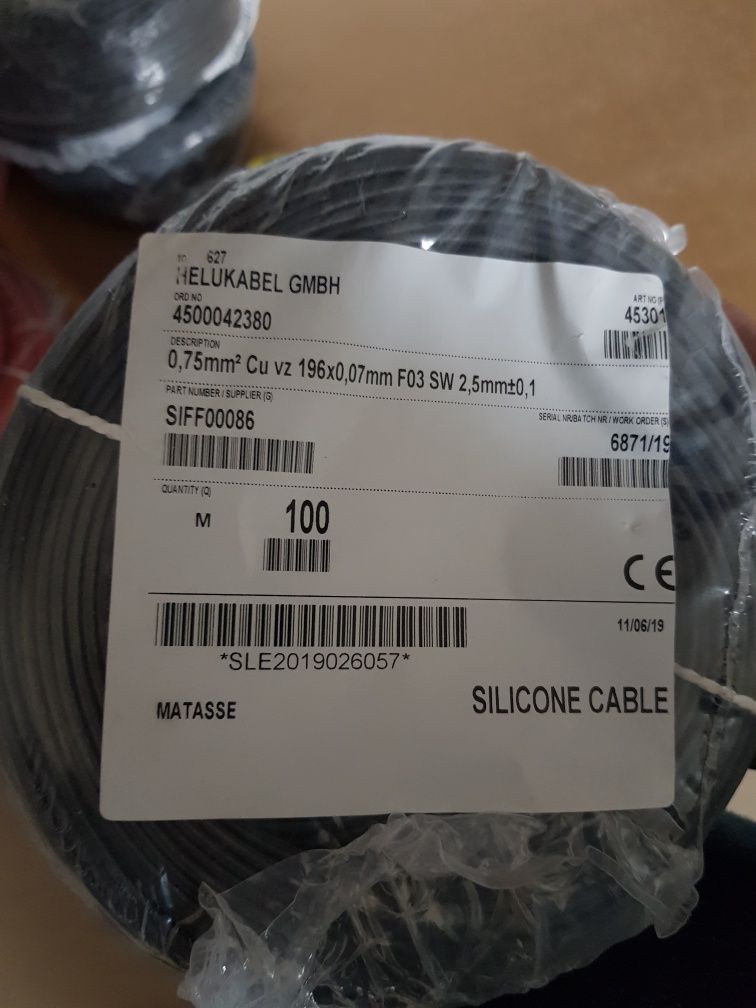 TO 627
HELUKABEL GMBH
ORD NO
4500042380
ART NO (P
45301
DESCRIPTION
0,75mm² Cu vz 196x0,07mm F03 SW 2,5mm±0,1
PART NUMBER / SUPPLIER (G)
SIFF00086
SERIAL NR/BATCH NR / WORK ORDER (S)
6871/19
QUANTITY (Q)
M 100
CE
*SLE2019026057*
11/06/19
MATASSE
SILICONE CABLE